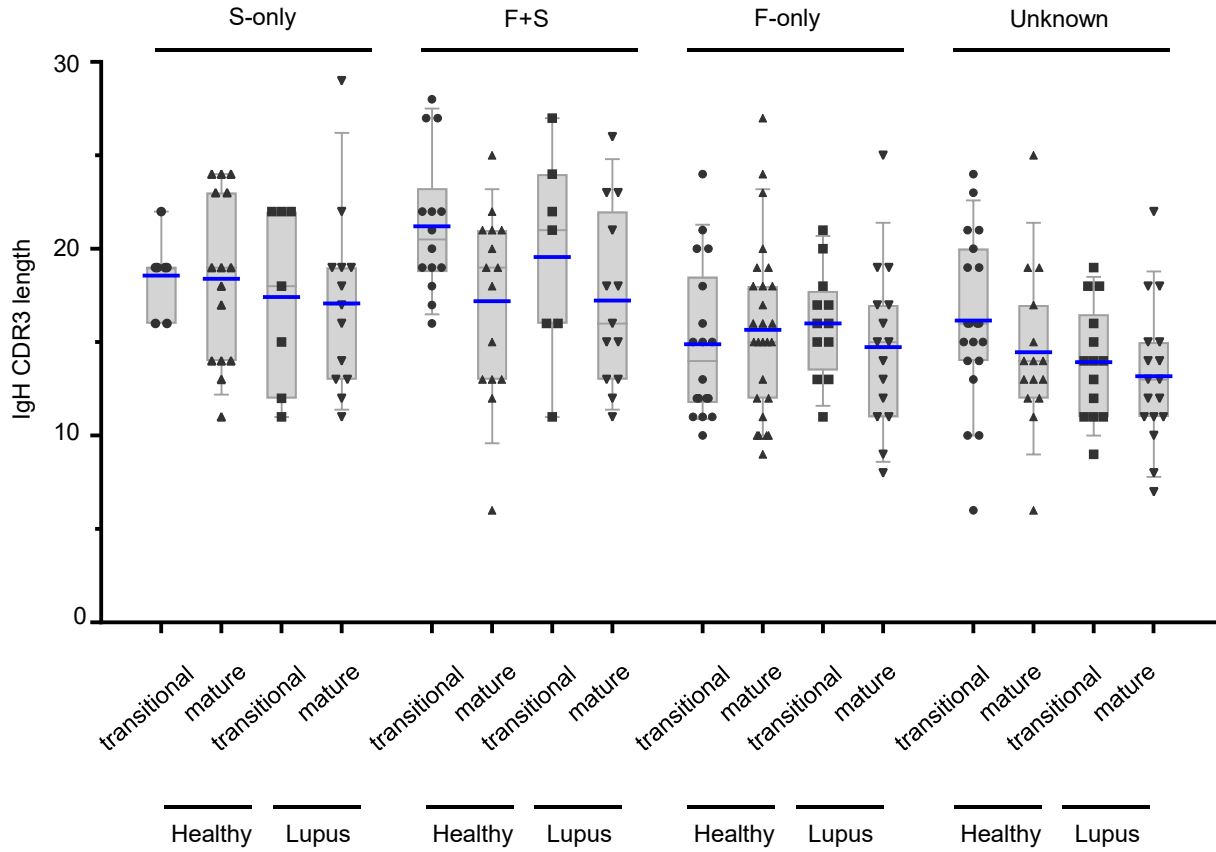 S-only F+S F-only Unknown
30
20
10
0
IgH CDR3 length
transitional mature transitional mature transitional mature transitional mature transitional mature transitional mature transitional mature transitional mature
Healthy Lupus Healthy Lupus Healthy Lupus Healthy Lupus